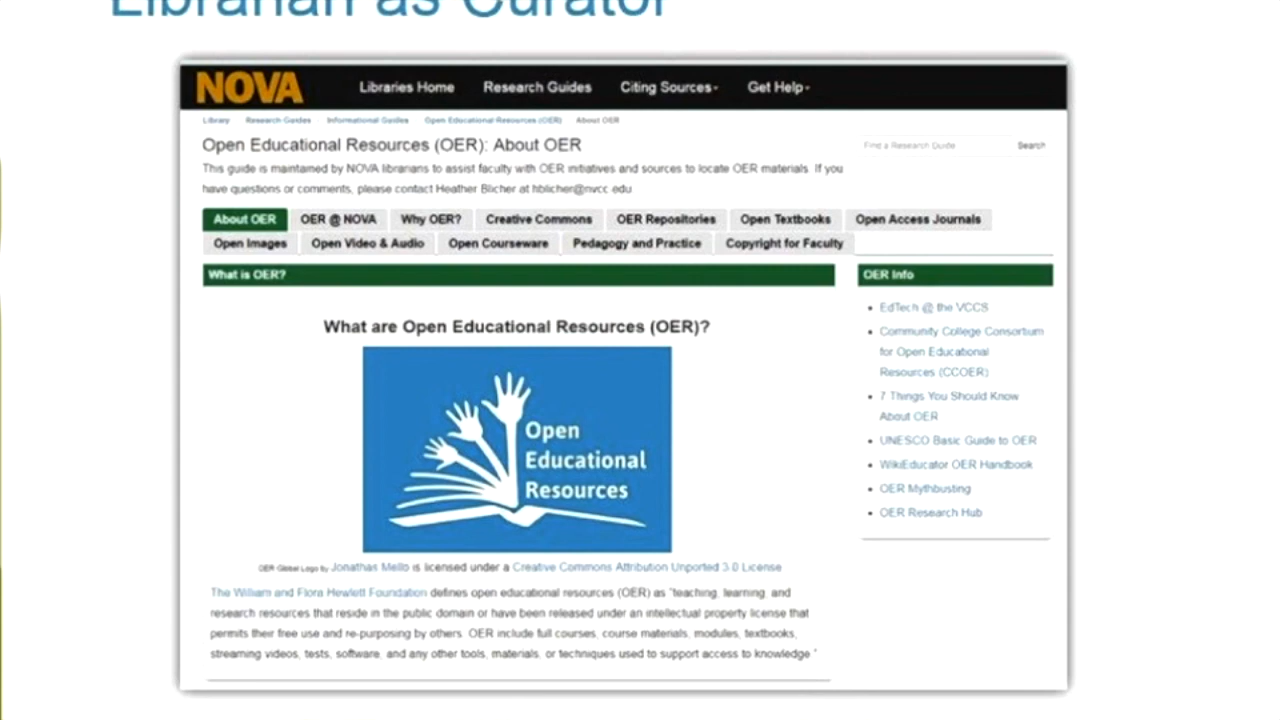 Librarian as Curator
NOVA
Libraries Home Research Guides Citing Sources Get Help
Library Research Guides Informational Guides Open Educational Resources (OER) About OER
Open Educational Resources (OER): About OER
Find a Research Guide Search
This guide is maintained by NOVA librarians to assist faculty with OER initiatives and sources to locate OER materials. If you
have questions or comments, please contact Heather Blicher at hblicher@nvcc.edu
About OER OER @ NOVA Why OER? Creative Commons OER Repositories Open Textbooks Open Access Journals
Open Images Open Video & Audio Open Courseware Pedagogy and Practice Copyright for Faculty
What is OER?
What are Open Educational Resources (OER)?
Open
Educational
Resources
OER Global Logo by Jonathas Mello is licensed under a Creative Commons Attribution Unported 3.0 License
The William and Flora Hewlett Foundation defines open educational resources (OER) as "teaching, learning, and
research resources that reside in the public domain or have been released under an intellectual property license that
permits their free use and re-purposing by others. OER include full courses, course materials, modules, textbooks,
streaming videos, tests, software, and any other tools, materials, or techniques used to support access to knowledge."
OER Info
EdTech @ the VCCS
Community College Consortium
for Open Educational
Resources (CCOER)
7 Things You Should Know
About OER
UNESCO Basic Guide to OER
WikiEducator OER Handbook
OER Mythbusting
OER Research Hub